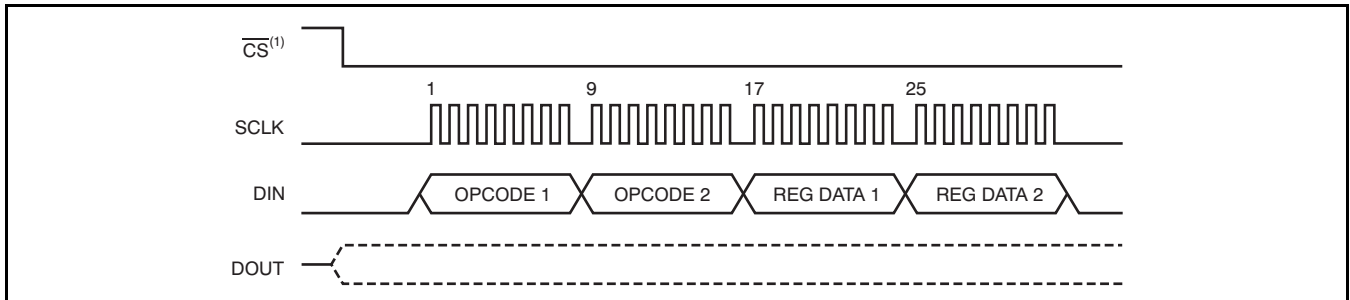 CS(1)
1 9 17 25
SCLK
DIN OPCODE 1 OPCODE 2 REG DATA 1 REG DATA 2
DOUT